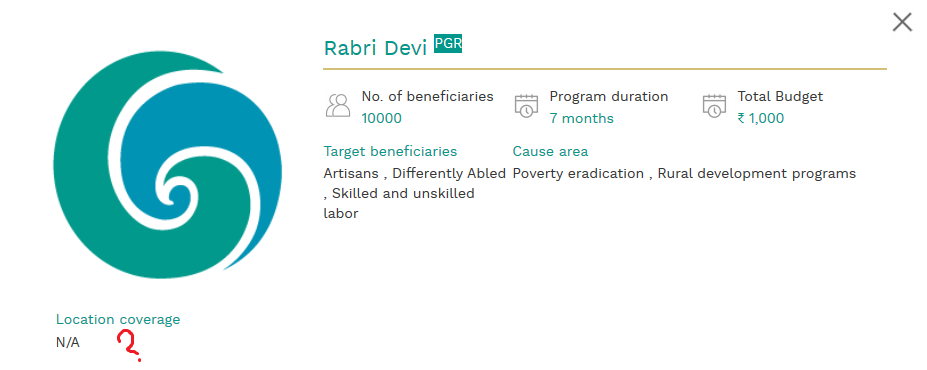 Rabri Devi PGR
No. of beneficiaries
10000
Program duration
7 months
Total Budget
₹ 1,000
Target beneficiaries
Artisans , Differently Abled
, Skilled and unskilled
labor
Cause area
Poverty eradication , Rural development programs
Location coverage
N/A ?